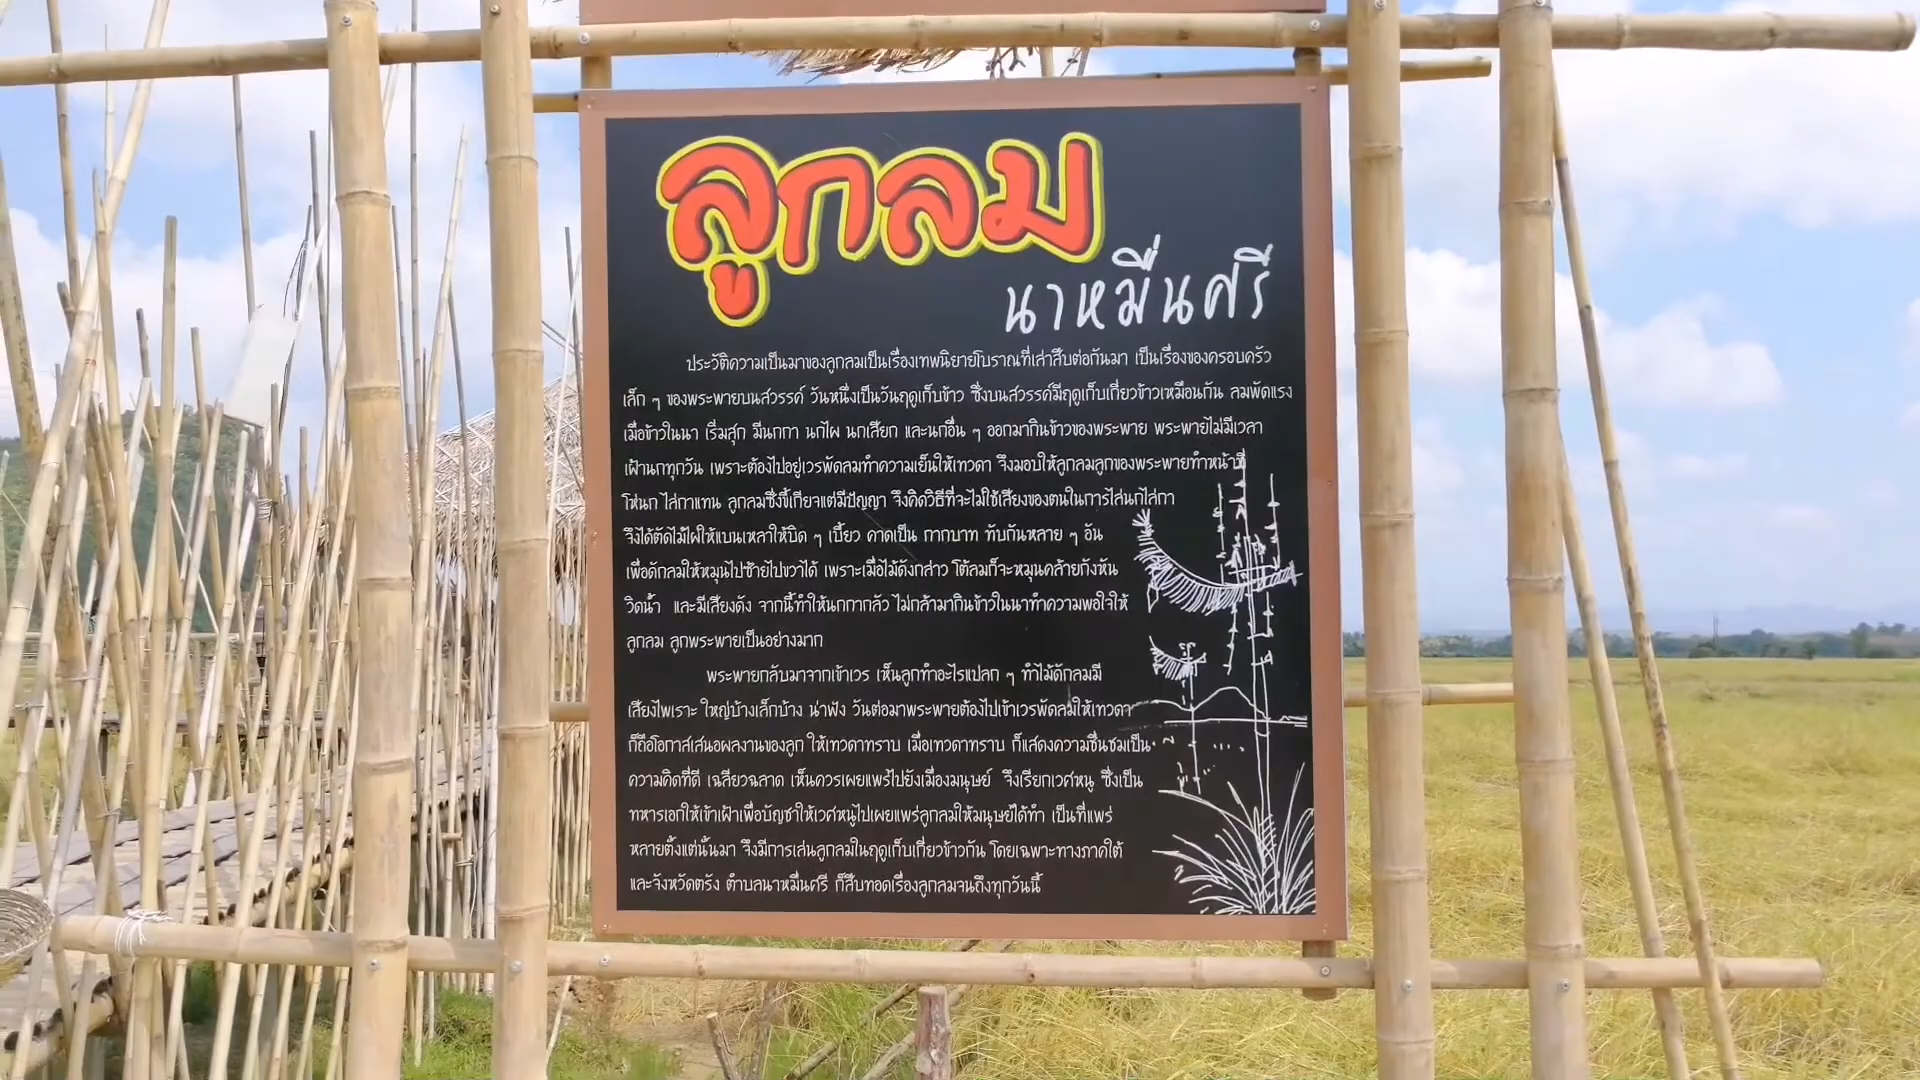 ลูกลม
นาหมื่นศรี
ประวัติความเป็นมาของลูกลมเป็นเรื่องเทพนิยายโบราณที่เล่าสืบต่อกันมา เป็นเรื่องของครอบครัว
เล็ก ๆ ของพระพายบนสวรรค์ วันหนึ่งเป็นวันฤดูเก็บข้าว ซึ่งบนสวรรค์มีฤดูเก็บเกี่ยวข้าวเหมือนกัน ลมพัดแรง
เมื่อข้าวในนา เริ่มสุก มีนกกา นกไผ นกเสียก และนกอื่น ๆ ออกมากินข้าวของพระพาย พระพายไม่มีเวลา
เฝ้านกทุกวัน เพราะต้องไปอยู่เวรพัดลมทำความเย็นให้เทวดา จึงมอบให้ลูกลมลูกของพระพายทำหน้าที่
โห่นก ไล่กาแทน ลูกลมซึ่งขี้เกียจแต่มีปัญญา จึงคิดวิธีที่จะไม่ใช้เสียงของตนในการไล่นกไล่กา
จึงได้ตัดไม้ไผ่ให้แบนเหลาให้บิด ๆ เบี้ยว คาดเป็น กากบาท ทับกันหลาย ๆ อัน
เพื่อดักลมให้หมุนไปซ้ายไปขวาได้ เพราะเมื่อไม้ดังกล่าว โต้ลมก็จะหมุนคล้ายกังหัน
วิดน้ำ และมีเสียงดัง จากนี้ทำให้นกกากลัว ไม่กล้ามากินข้าวในนาทำความพอใจให้
ลูกลม ลูกพระพายเป็นอย่างมาก
พระพายกลับมาจากเข้าเวร เห็นลูกทำอะไรแปลก ๆ ทำไม้ดักลมมี
เสียงไพเราะ ใหญ่บ้างเล็กบ้าง น่าฟัง วันต่อมาพระพายต้องไปเข้าเวรพัดลมให้เทวดา
ก็ถือโอกาสเสนอผลงานของลูก ให้เทวดาทราบ เมื่อเทวดาทราบ ก็แสดงความชื่นชมเป็น
ความคิดที่ดี เฉลียวฉลาด เห็นควรเผยแพร่ไปยังเมืองมนุษย์ จึงเรียกเวศหนู ซึ่งเป็น
ทหารเอกให้เข้าเฝ้าเพื่อบัญชาให้เวศหนูไปเผยแพร่ลูกลมให้มนุษย์ได้ทำ เป็นที่แพร่
หลายตั้งแต่นั้นมา จึงมีการเล่นลูกลมในฤดูเก็บเกี่ยวข้าวกัน โดยเฉพาะทางภาคใต้
และจังหวัดตรัง ตำบลนาหมื่นศรี ก็สืบทอดเรื่องลูกลมจนถึงทุกวันนี้